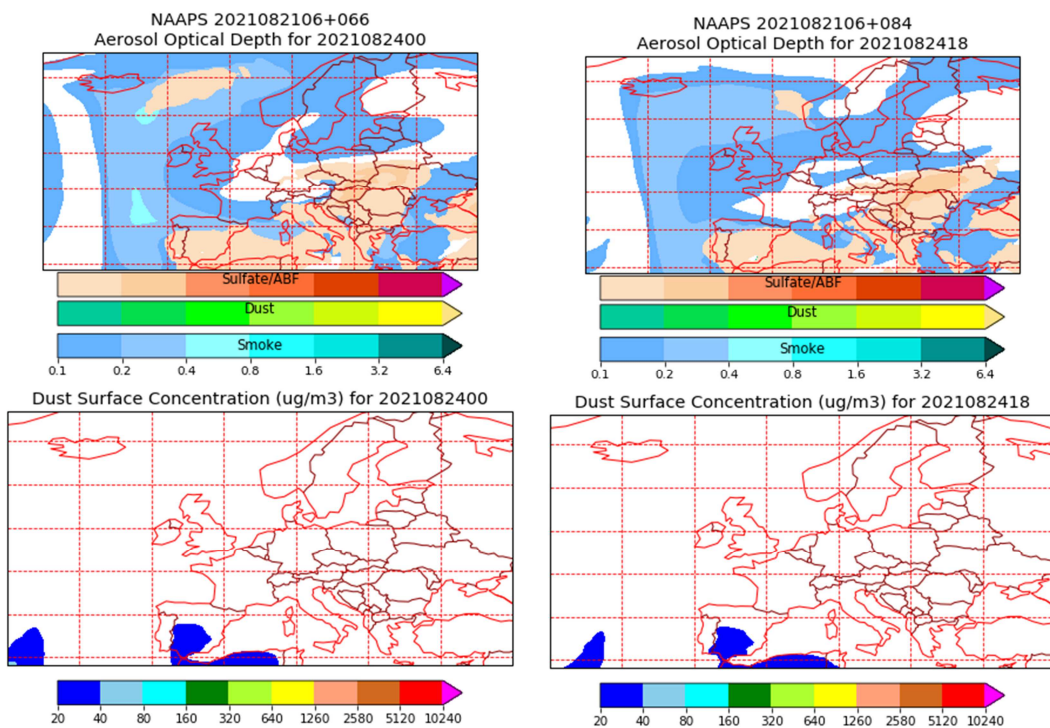 NAAPS 2021082106+066
Aerosol Optical Depth for 2021082400
Sulfate/ABF
Dust
Smoke
0.1 0.2 0.4 0.8 1.6 3.2 6.4
NAAPS 2021082106+084
Aerosol Optical Depth for 2021082418
Sulfate/ABF
Dust
Smoke
0.1 0.2 0.4 0.8 1.6 3.2 6.4
Dust Surface Concentration (ug/m3) for 2021082400
20 40 80 160 320 640 1260 2580 5120 10240
Dust Surface Concentration (ug/m3) for 2021082418
20 40 80 160 320 640 1260 2580 5120 10240